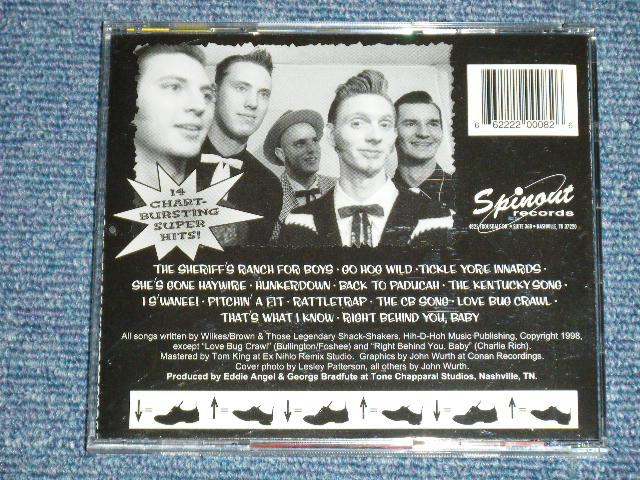 14
CHART-
BURSTING
SUPER
HITS!
6 62222 00082 6
Spinout
records
NASHVILLE, TN 37220
THE SHERIFF'S RANCH FOR BOYS · GO HOG WILD · TICKLE YORE INNARDS ·
SHE'S GONE HAYWIRE · HUNKERDOWN · BACK TO PADUCAH · THE KENTUCKY SONG ·
I S'WANEE! · PITCHIN' A FIT · RATTLETRAP · THE CB SONG · LOVE BUG CRAWL ·
THAT'S WHAT I KNOW · RIGHT BEHIND YOU, BABY
All songs written by Wilkes/Brown & Those Legendary Shack-Shakers, Hih-D-Hoh Music Publishing, Copyright 1998,
except "Love Bug Crawl" (Bullington/Foshee) and "Right Behind You, Baby" (Charlie Rich).
Mastered by Tom King at Ex Nihlo Remix Studio. Graphics by John Wurth at Conan Recordings.
Cover photo by Lesley Patterson, all others by John Wurth.
Produced by Eddie Angel & George Bradfute at Tone Chapparal Studios, Nashville, TN.